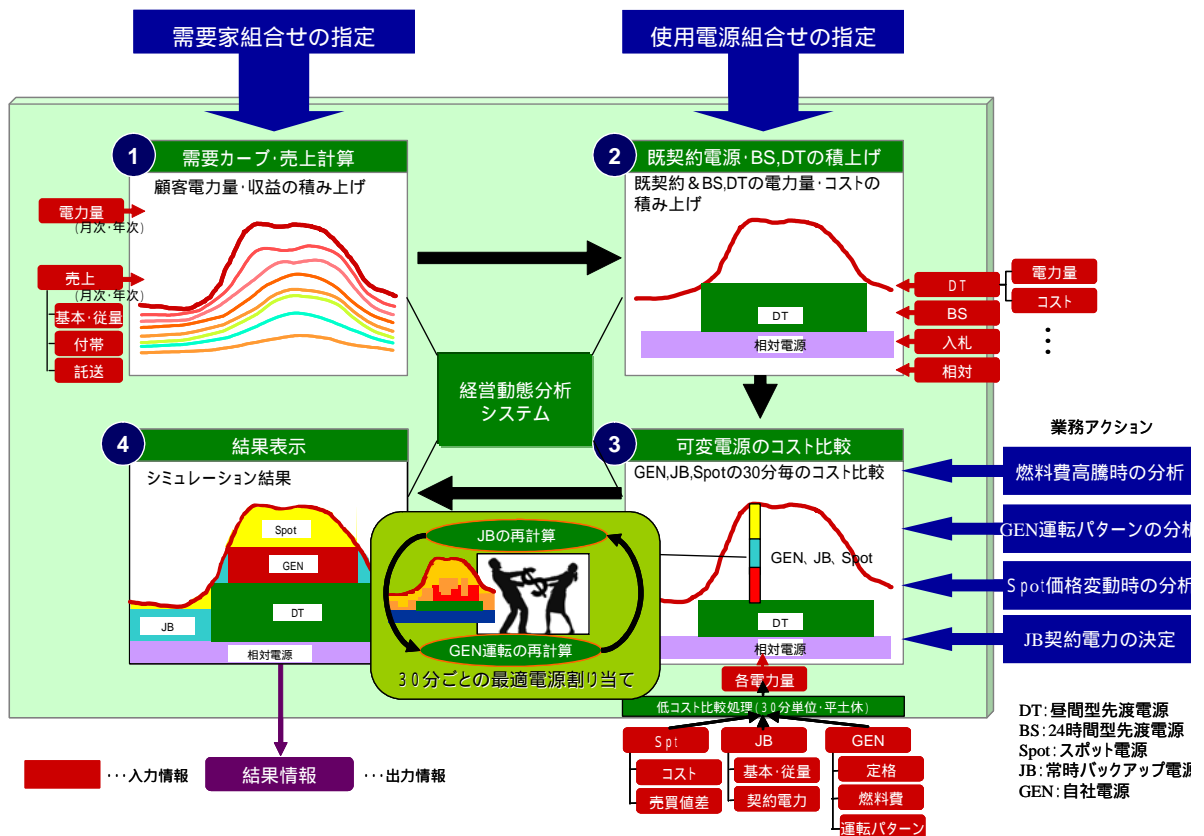 需要家組合せの指定
使用電源組合せの指定
1
需要カーブ･売上計算
顧客電力量･収益の積み上げ
電力量
(月次･年次)
売上
(月次･年次)
基本･従量
付帯
託送
2
既契約電源･BS,DTの積上げ
既契約＆BS,DTの電力量･コストの
積み上げ
DT
相対電源
DT
電力量
コスト
BS
入札
相対
経営動態分析
システム
4
結果表示
シミュレーション結果
Spot
GEN
DT
JB
相対電源
JBの再計算
GEN運転の再計算
30分ごとの最適電源割り当て
3
可変電源のコスト比較
GEN,JB,Spotの30分毎のコスト比較
GEN、JB、Spot
DT
相対電源
各電力量
低コスト比較処理(30分単位･平土休)
Spt
コスト
売買値差
JB
基本･従量
契約電力
GEN
定格
燃料費
運転パターン
業務アクション
燃料費高騰時の分析
GEN運転パターンの分析
Spot価格変動時の分析
JB契約電力の決定
DT：昼間型先渡電源
BS：24時間型先渡電源
Spot：スポット電源
JB：常時バックアップ電源
GEN：自社電源
･･･入力情報
結果情報
･･･出力情報